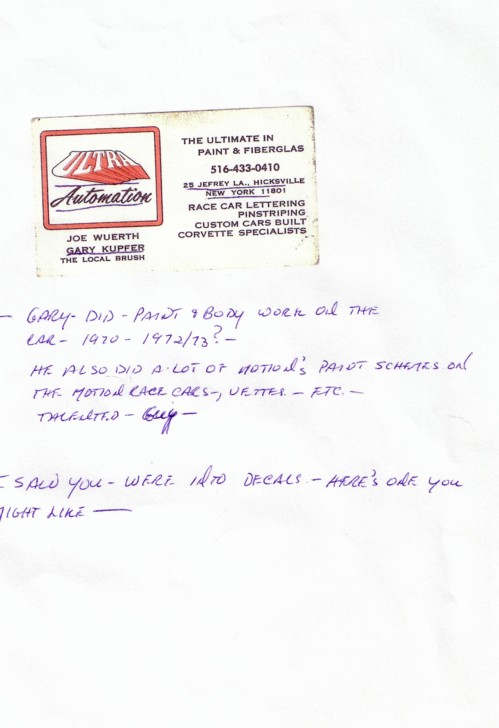 ULTRA
Automation
JOE WUERTH
GARY KUPFER
THE LOCAL BRUSH
THE ULTIMATE IN
PAINT & FIBERGLAS
516-433-0410
25 JEFREY LA., HICKSVILLE
NEW YORK 11801
RACE CAR LETTERING
PINSTRIPING
CUSTOM CARS BUILT
CORVETTE SPECIALISTS
— GARY - DID - PAINT & BODY WORK ON THE
CAR - 1970 - 1972/73? -
HE ALSO DID A LOT OF MOTION'S PAINT SCHEMES ON
THE MOTION RACE CARS -, VETTES - ETC. -
TALENTED - Guy -
I SAW YOU - WERE INTO DECALS - HERE'S ONE YOU
MIGHT LIKE —